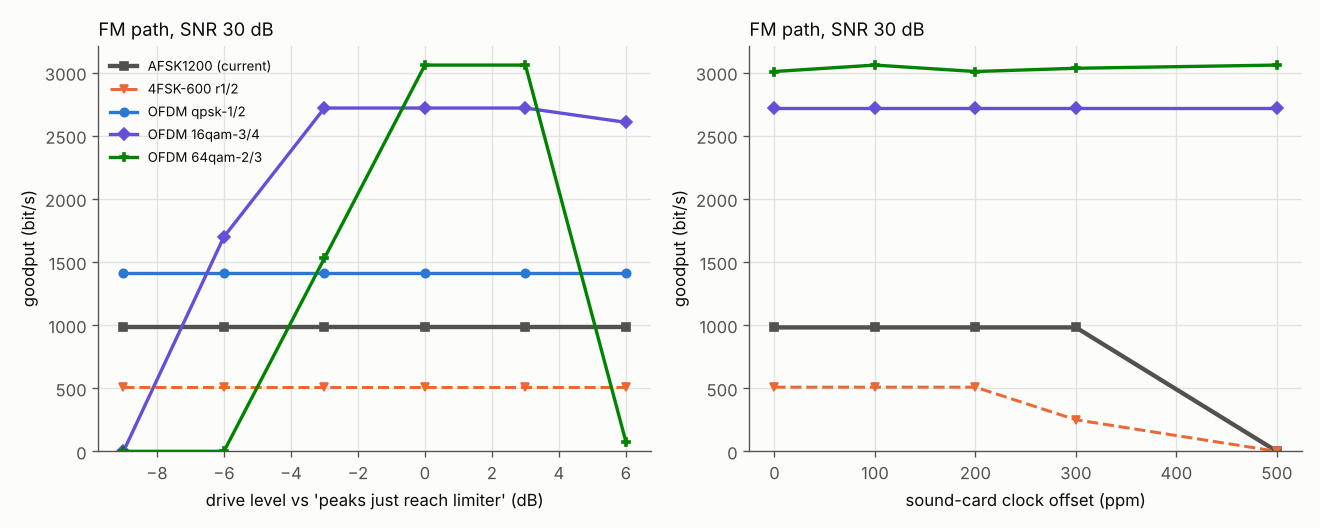 FM path, SNR 30 dB
goodput (bit/s)
3000
2500
2000
1500
1000
500
0
AFSK1200 (current)
4FSK-600 r1/2
OFDM qpsk-1/2
OFDM 16qam-3/4
OFDM 64qam-2/3
−8
−6
−4
−2
0
2
4
6
drive level vs 'peaks just reach limiter' (dB)
FM path, SNR 30 dB
goodput (bit/s)
3000
2500
2000
1500
1000
500
0
0
100
200
300
400
500
sound-card clock offset (ppm)